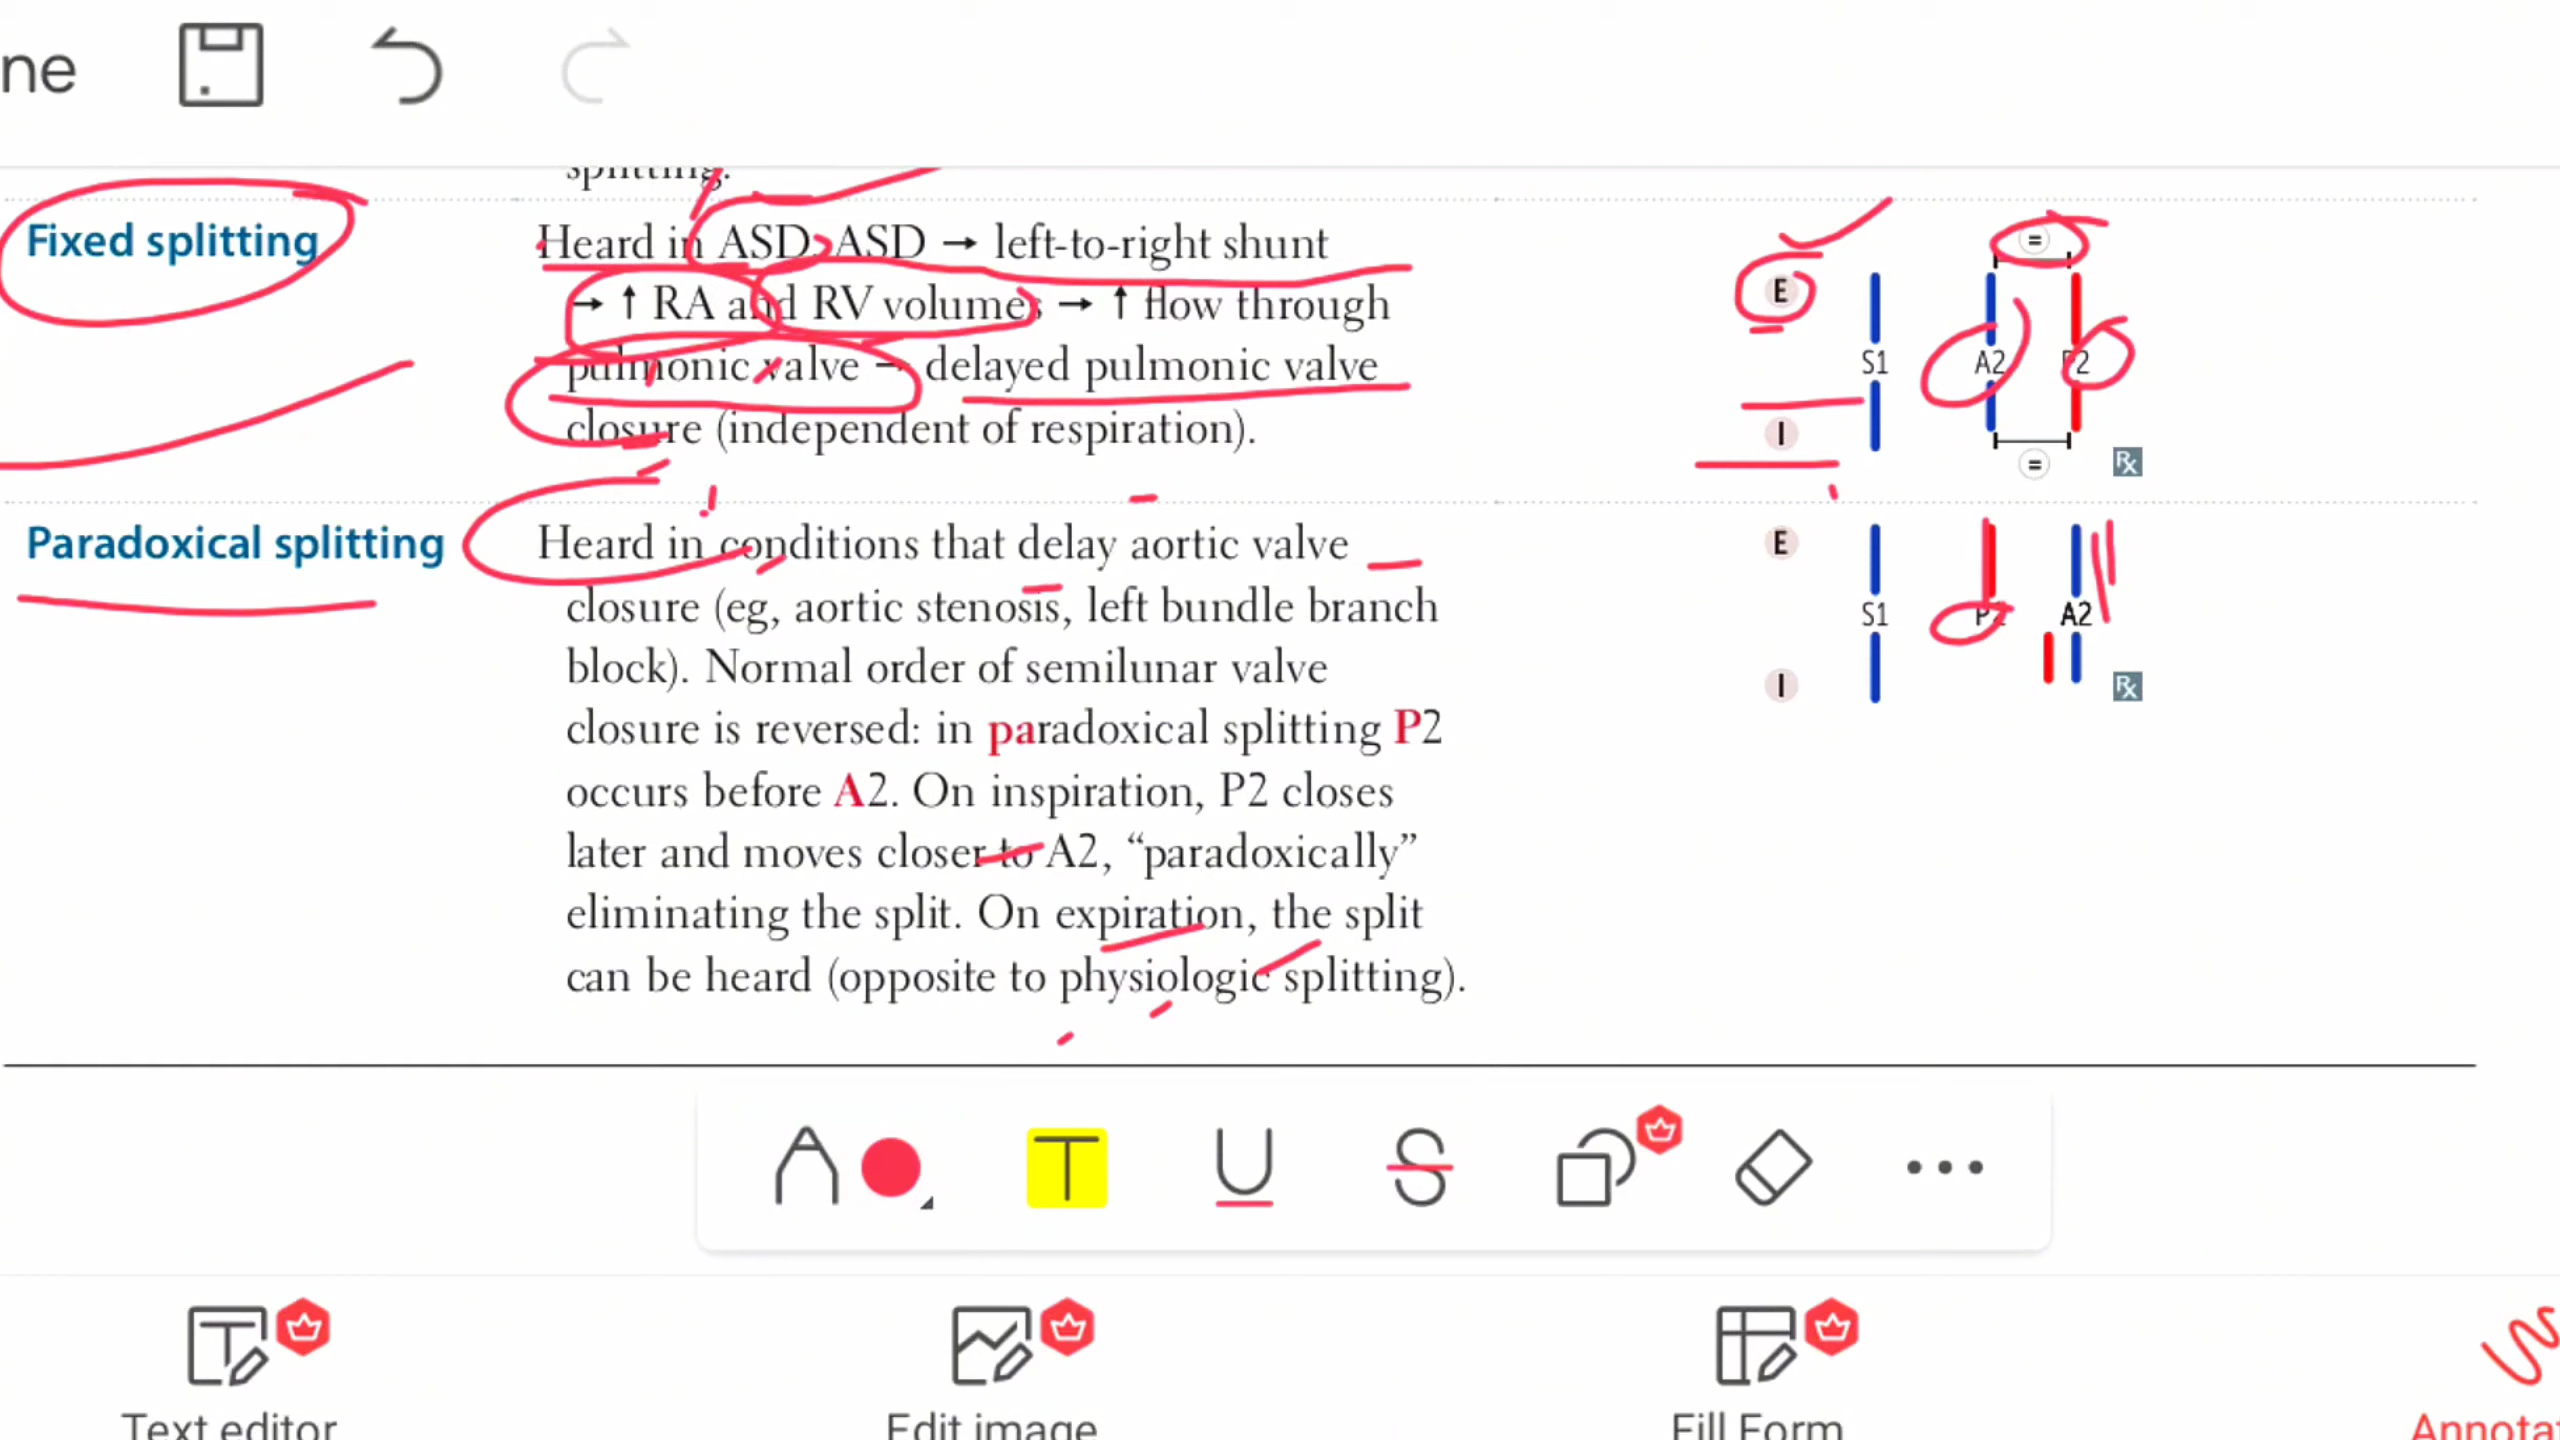 ne
splitting.
Fixed splitting
Heard in ASD. ASD → left-to-right shunt
→ ↑ RA and RV volumes → ↑ flow through
pulmonic valve → delayed pulmonic valve
closure (independent of respiration).
E
=
S1 A2 P2
I
=
Rx
Paradoxical splitting
Heard in conditions that delay aortic valve
closure (eg, aortic stenosis, left bundle branch
block). Normal order of semilunar valve
closure is reversed: in paradoxical splitting P2
occurs before A2. On inspiration, P2 closes
later and moves closer to A2, “paradoxically”
eliminating the split. On expiration, the split
can be heard (opposite to physiologic splitting).
E
S1 P2 A2
I
Rx
T U S
Text editor Edit image Fill Form Annotat